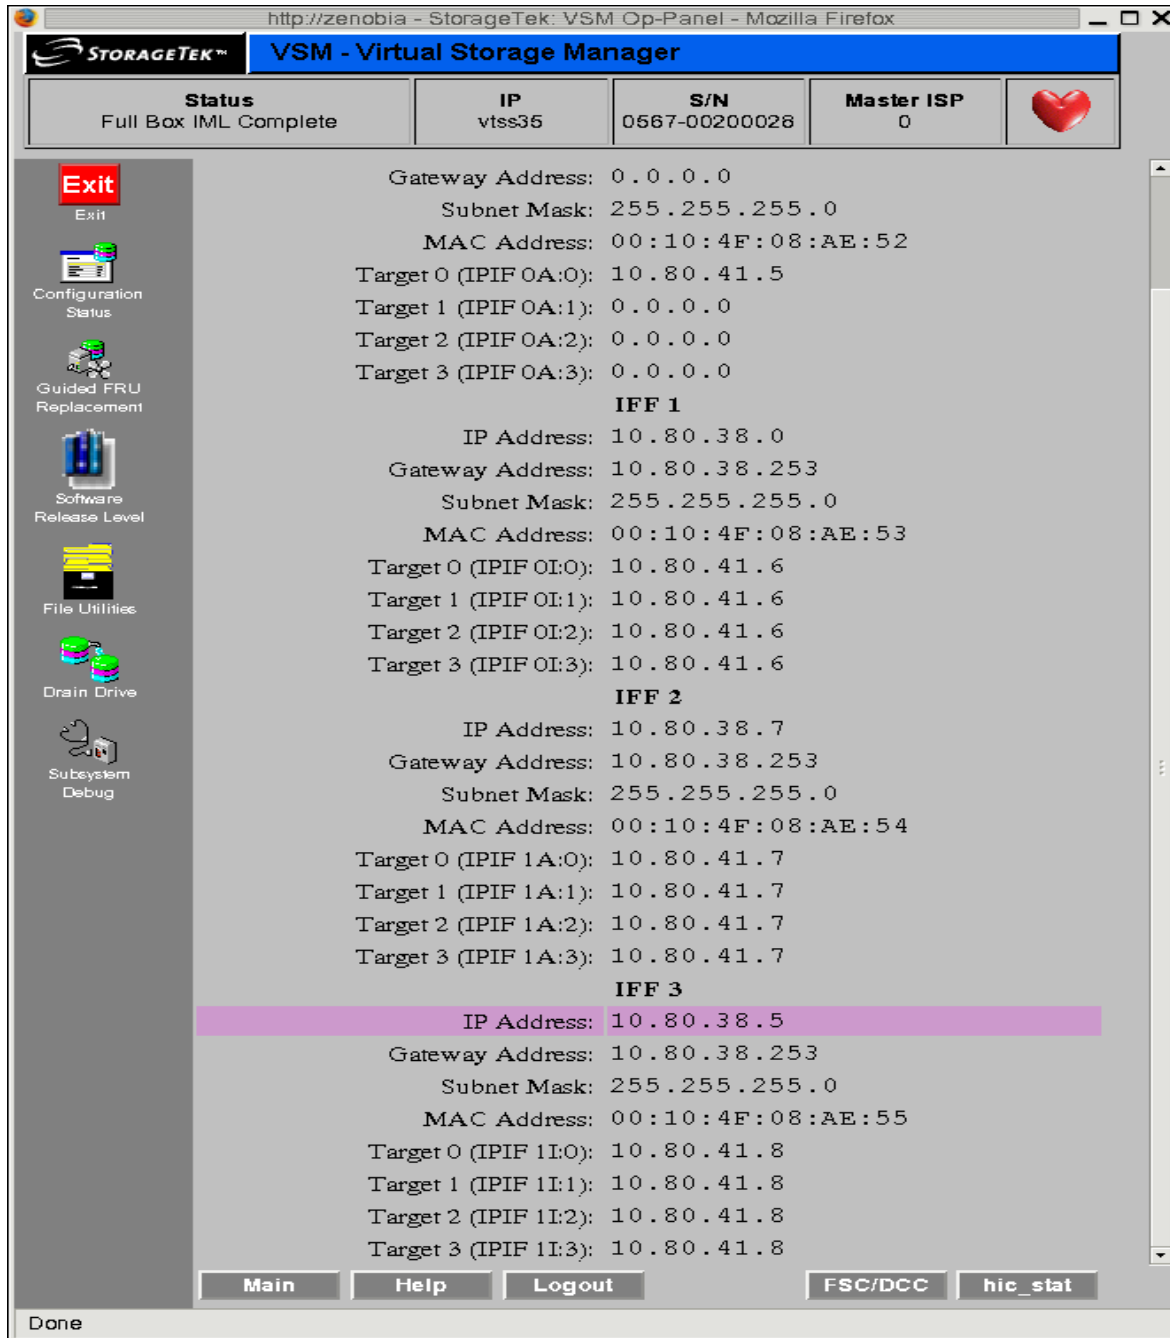 http://zenobia - StorageTek: VSM Op-Panel - Mozilla Firefox
STORAGETEK™ VSM - Virtual Storage Manager
Status IP S/N Master ISP
Full Box IML Complete vtss35 0567-00200028 0
Exit
Exit
Configuration
Status
Guided FRU
Replacement
Software
Release Level
File Utilities
Drain Drive
Subsystem
Debug
Gateway Address: 0.0.0.0
Subnet Mask: 255.255.255.0
MAC Address: 00:10:4F:08:AE:52
Target 0 (IPIF 0A:0): 10.80.41.5
Target 1 (IPIF 0A:1): 0.0.0.0
Target 2 (IPIF 0A:2): 0.0.0.0
Target 3 (IPIF 0A:3): 0.0.0.0
IFF 1
IP Address: 10.80.38.0
Gateway Address: 10.80.38.253
Subnet Mask: 255.255.255.0
MAC Address: 00:10:4F:08:AE:53
Target 0 (IPIF 0I:0): 10.80.41.6
Target 1 (IPIF 0I:1): 10.80.41.6
Target 2 (IPIF 0I:2): 10.80.41.6
Target 3 (IPIF 0I:3): 10.80.41.6
IFF 2
IP Address: 10.80.38.7
Gateway Address: 10.80.38.253
Subnet Mask: 255.255.255.0
MAC Address: 00:10:4F:08:AE:54
Target 0 (IPIF 1A:0): 10.80.41.7
Target 1 (IPIF 1A:1): 10.80.41.7
Target 2 (IPIF 1A:2): 10.80.41.7
Target 3 (IPIF 1A:3): 10.80.41.7
IFF 3
IP Address: 10.80.38.5
Gateway Address: 10.80.38.253
Subnet Mask: 255.255.255.0
MAC Address: 00:10:4F:08:AE:55
Target 0 (IPIF 1I:0): 10.80.41.8
Target 1 (IPIF 1I:1): 10.80.41.8
Target 2 (IPIF 1I:2): 10.80.41.8
Target 3 (IPIF 1I:3): 10.80.41.8
Main Help Logout FSC/DCC hic_stat
Done